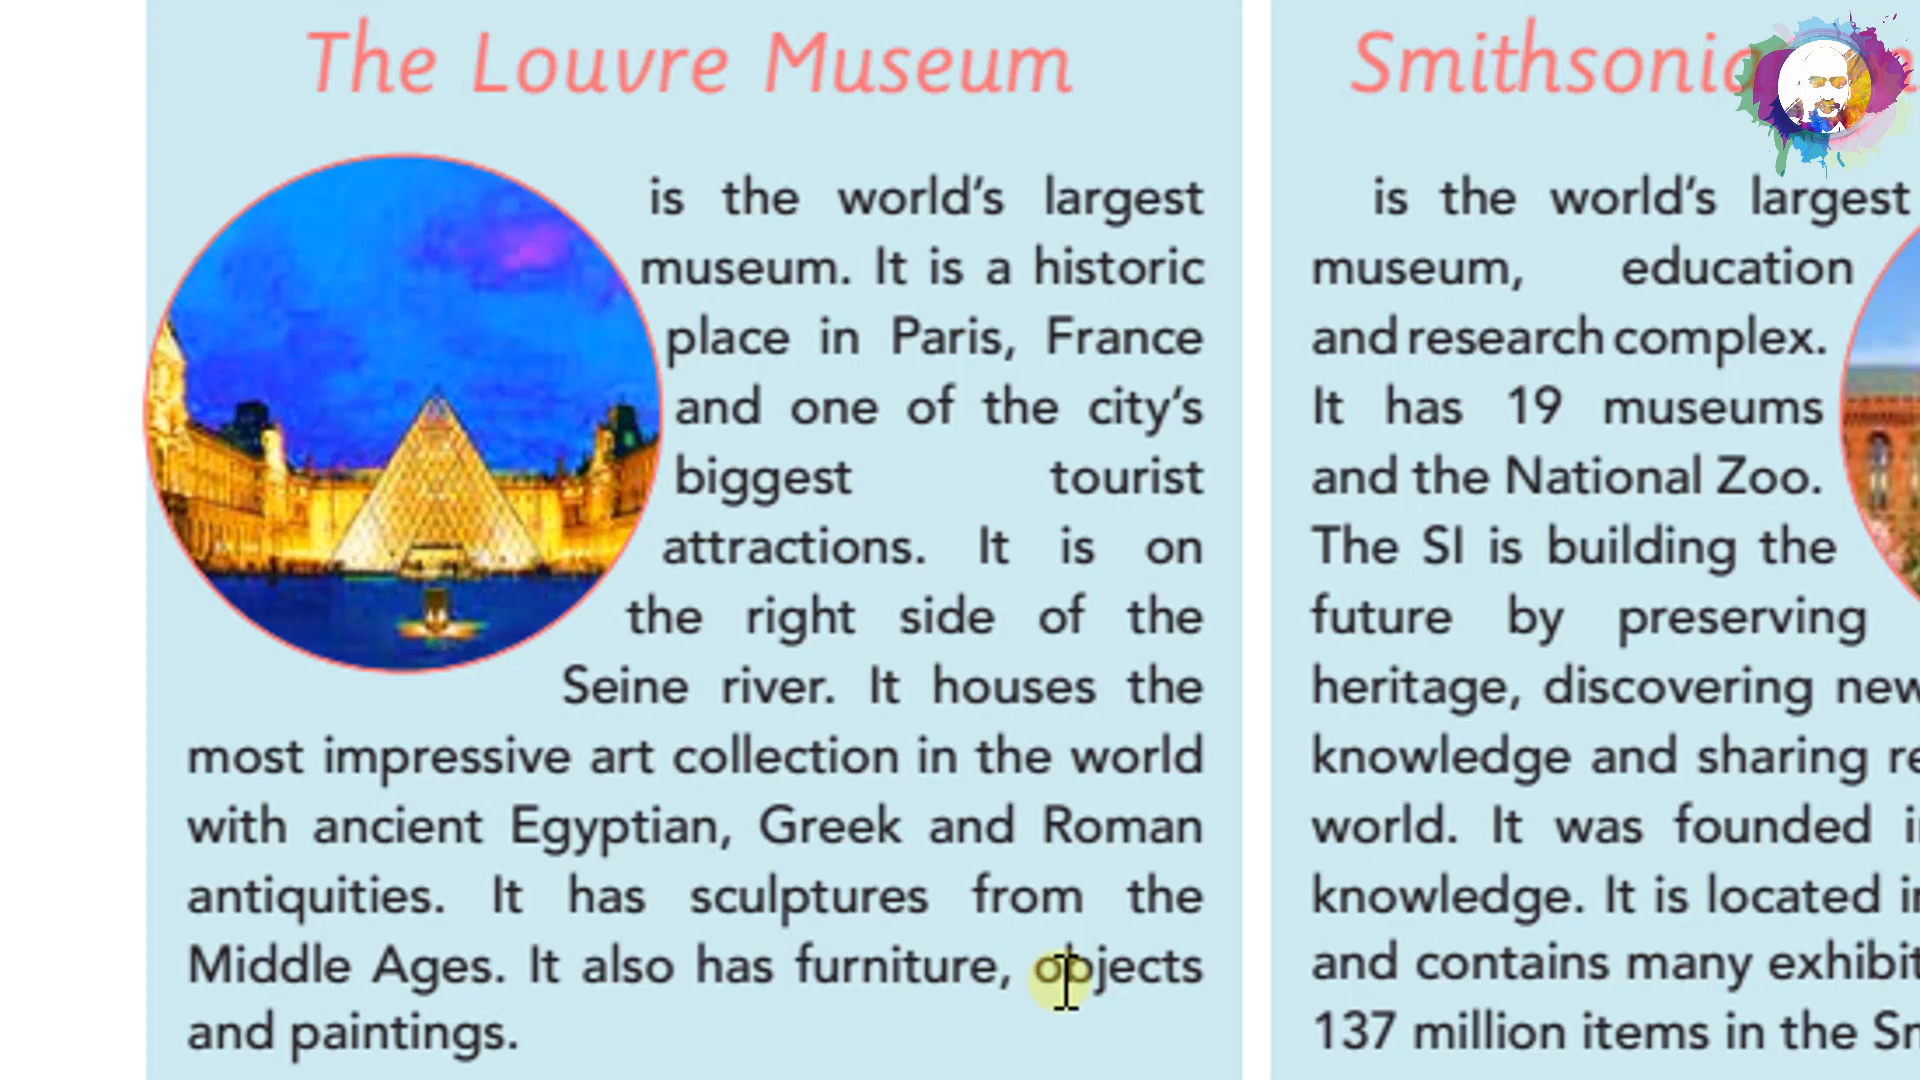 The Louvre Museum
is the world's largest
museum. It is a historic
place in Paris, France
and one of the city's
biggest tourist
attractions. It is on
the right side of the
Seine river. It houses the
most impressive art collection in the world
with ancient Egyptian, Greek and Roman
antiquities. It has sculptures from the
Middle Ages. It also has furniture, objects
and paintings.
is the world's largest
museum, education
and research complex.
It has 19 museums
and the National Zoo.
The SI is building the
future by preserving
heritage, discovering new
knowledge and sharing
world. It was founded
knowledge. It is located
and contains many
137 million items in the